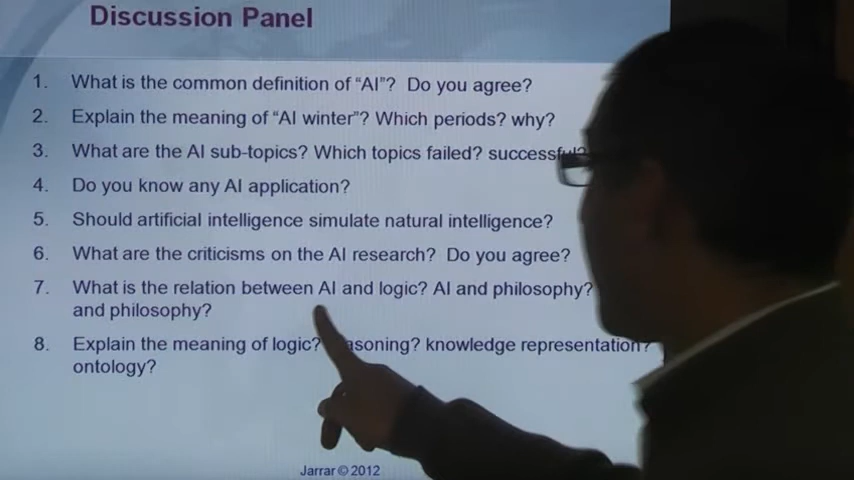 Discussion Panel
1. What is the common definition of “AI”? Do you agree?
2. Explain the meaning of “AI winter”? Which periods? why?
3. What are the AI sub-topics? Which topics failed? successful?
4. Do you know any AI application?
5. Should artificial intelligence simulate natural intelligence?
6. What are the criticisms on the AI research? Do you agree?
7. What is the relation between AI and logic? AI and philosophy?
and philosophy?
8. Explain the meaning of logic? reasoning? knowledge representation?
ontology?
Jarrar © 2012